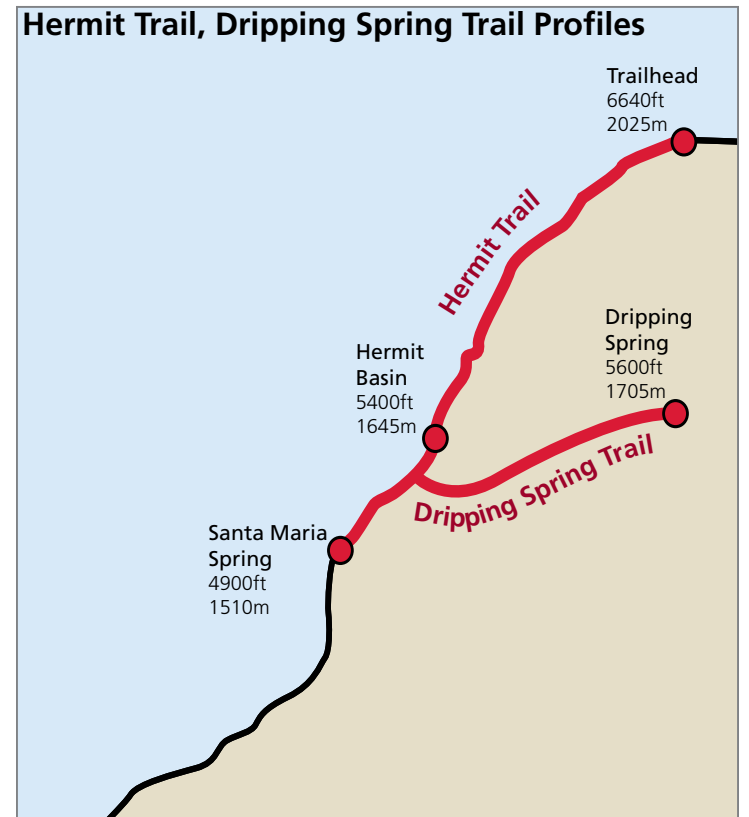 Hermit Trail, Dripping Spring Trail Profiles
Trailhead
6640ft
2025m
Hermit Trail
Dripping
Spring
5600ft
1705m
Hermit
Basin
5400ft
1645m
Dripping Spring Trail
Santa Maria
Spring
4900ft
1510m